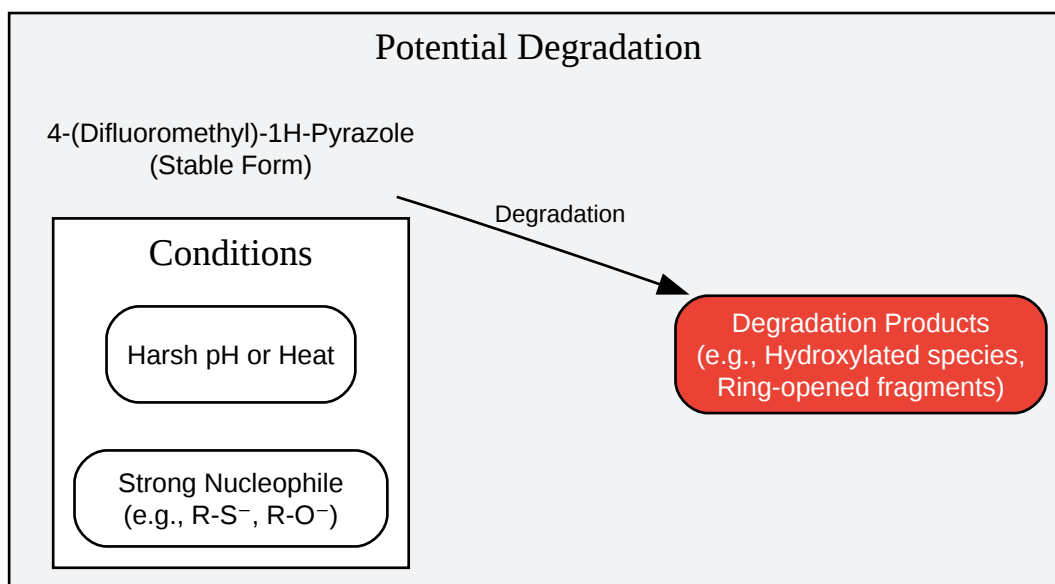 Potential Degradation
4-(Difluoromethyl)-1H-Pyrazole
(Stable Form)
Degradation
Conditions
Harsh pH or Heat
Strong Nucleophile
(e.g., R-S⁻, R-O⁻)
Degradation Products
(e.g., Hydroxylated species,
Ring-opened fragments)